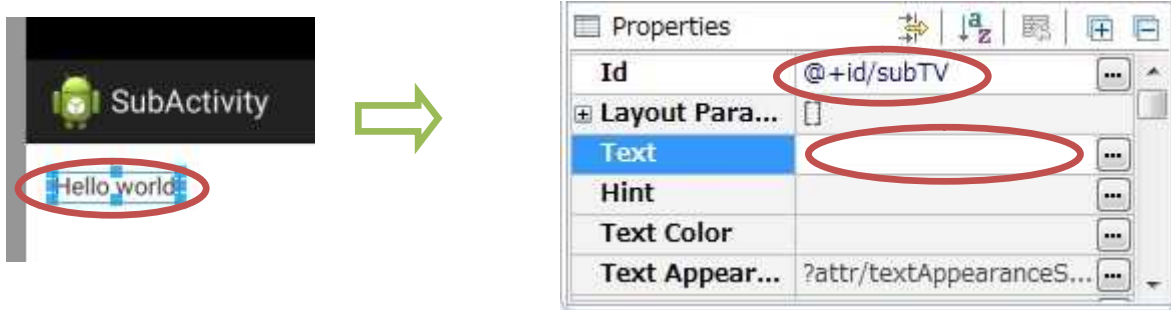 SubActivity
Hello world
Properties
Id @+id/subTV
Layout Para... []
Text
Hint
Text Color
Text Appear... ?attr/textAppearanceS...